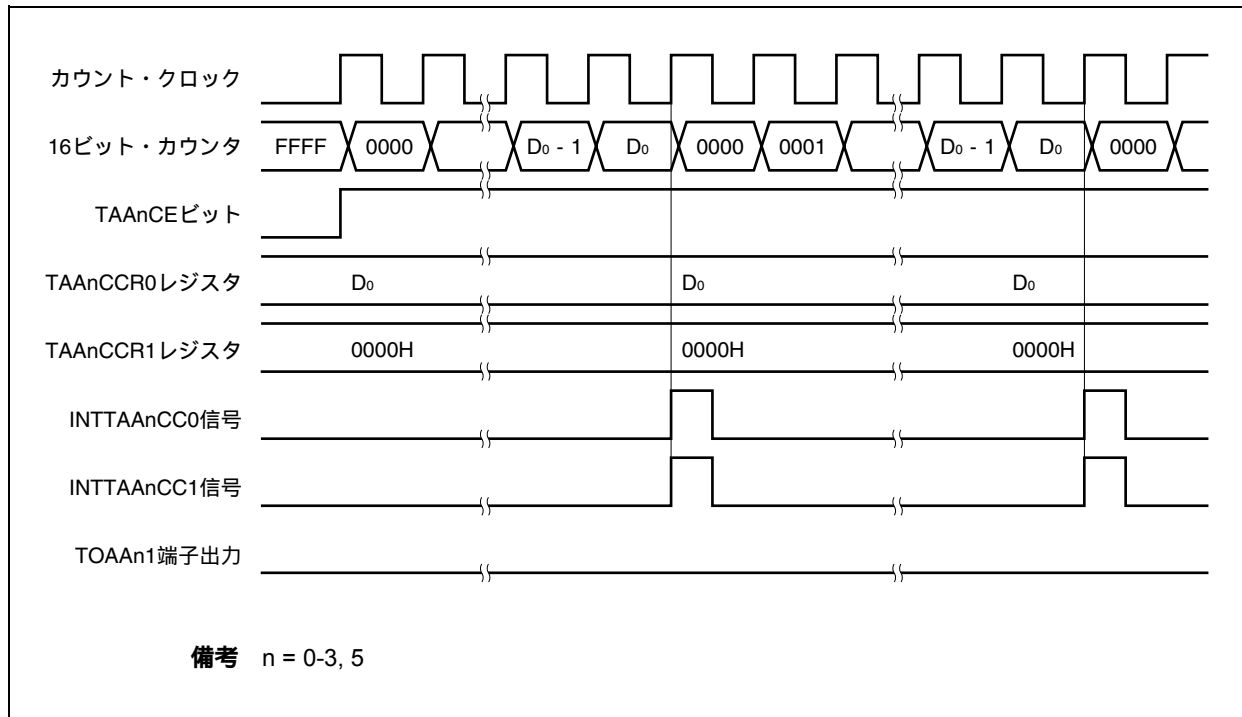 カウント・クロック
16ビット・カウンタ FFFF 0000 D0 - 1 D0 0000 0001 D0 - 1 D0 0000
TAAnCEビット
TAAnCCR0レジスタ D0 D0 D0
TAAnCCR1レジスタ 0000H 0000H 0000H
INTTAAnCC0信号
INTTAAnCC1信号
TOAAn1端子出力
備考 n = 0-3, 5